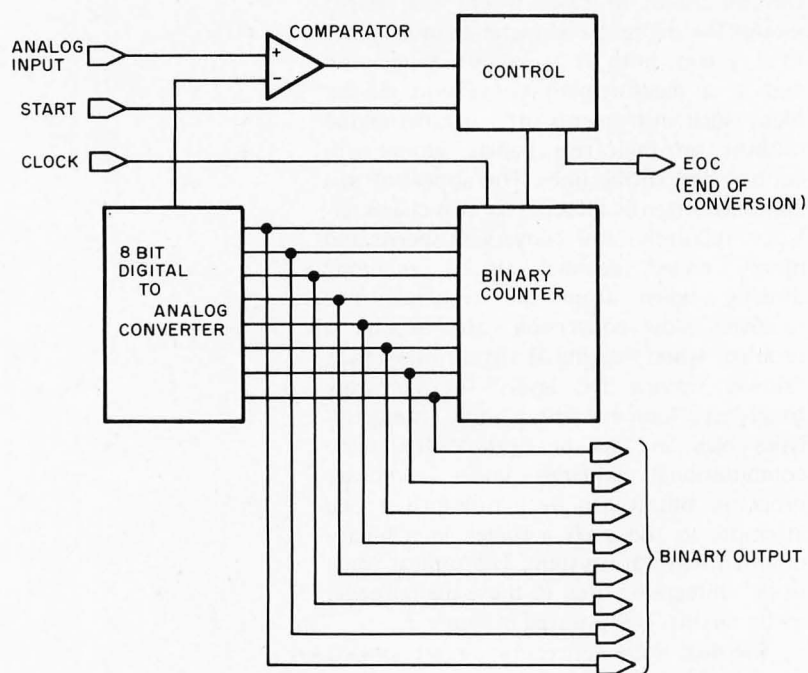 COMPARATOR
ANALOG
INPUT
+
−
CONTROL
START
CLOCK
EOC
(END OF
CONVERSION)
8 BIT
DIGITAL
TO
ANALOG
CONVERTER
BINARY
COUNTER
BINARY OUTPUT